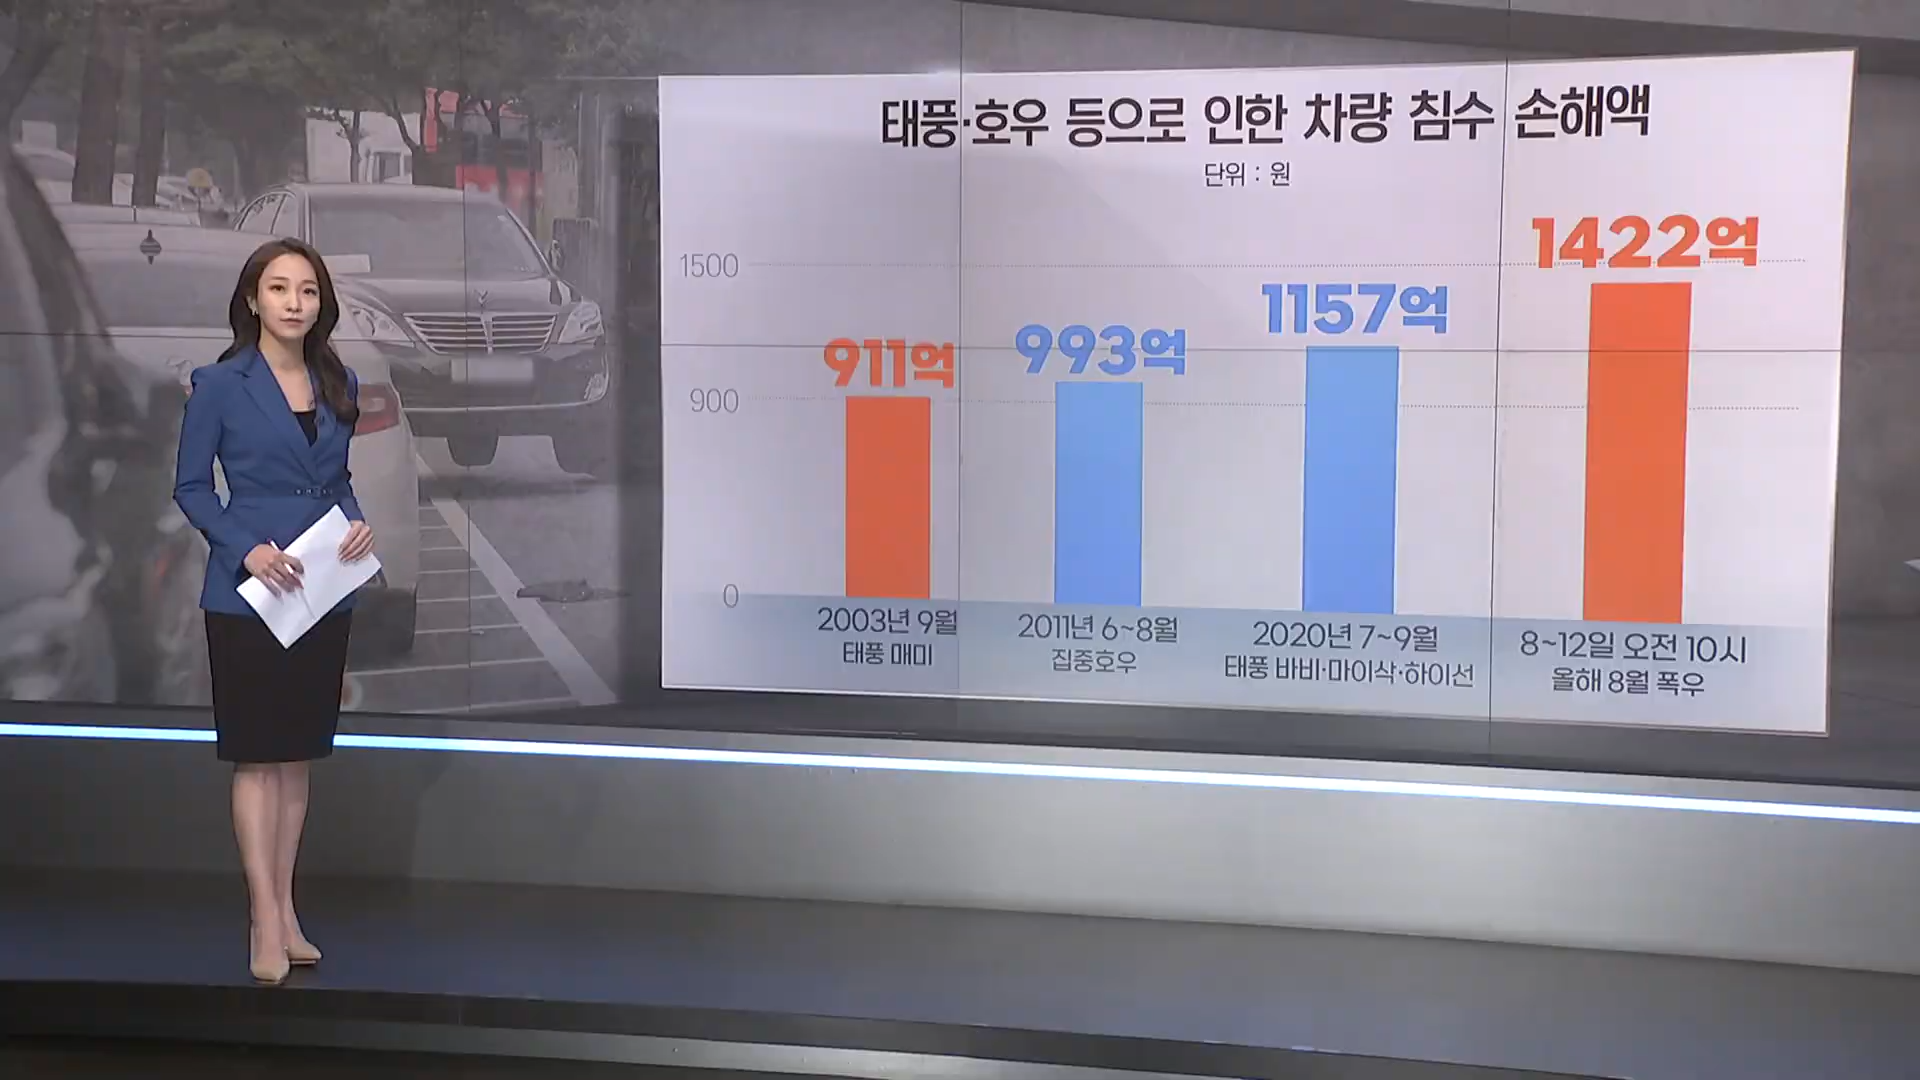 태풍·호우 등으로 인한 차량 침수 손해액
단위 : 원
1500
900
0
911억
993억
1157억
1422억
2003년 9월
태풍 매미
2011년 6~8월
집중호우
2020년 7~9월
태풍 바비·마이삭·하이선
8~12일 오전 10시
올해 8월 폭우